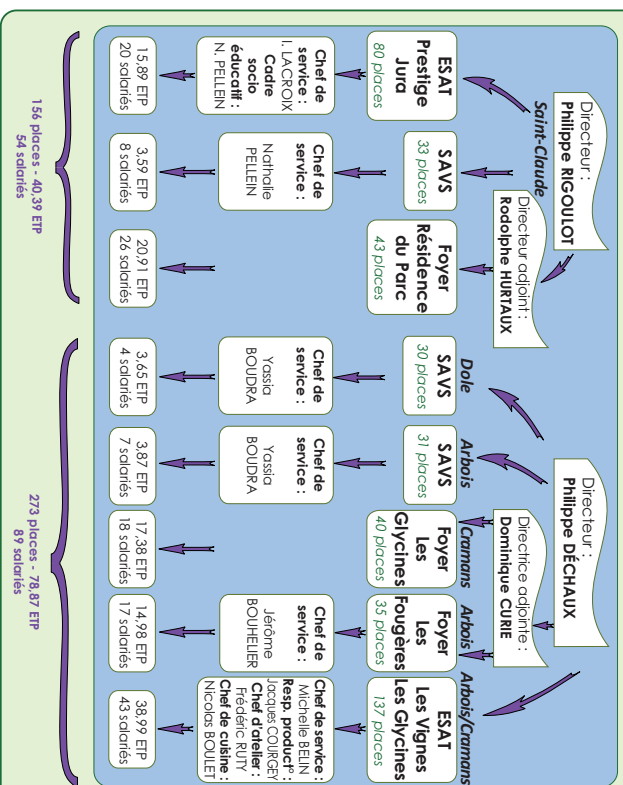 Directeur :
Philippe RIGOULOT
Directeur adjoint :
Rodolphe HURTAUX
Saint-Claude
ESAT
Prestige
Jura
80 places
Chef de
service :
I. LACROIX
Cadre
socio
éducatif :
N. PELLEIN
15,89 ETP
20 salariés
SAVS
33 places
Chef de
service :
Nathalie
PELLEIN
3,59 ETP
8 salariés
Foyer
Résidence
du Parc
43 places
20,91 ETP
26 salariés
156 places - 40,39 ETP
54 salariés
Directeur :
Philippe DÉCHAUX
Directrice adjointe :
Dominique CURIE
Dole
SAVS
30 places
Chef de
service :
Yassia
BOUDRA
3,65 ETP
4 salariés
Arbois
SAVS
31 places
Chef de
service :
Yassia
BOUDRA
3,87 ETP
7 salariés
Cramans
Foyer
Les
Glycines
40 places
17,38 ETP
18 salariés
Arbois
Foyer
Les
Fougères
35 places
Chef de
service :
Jérôme
BOUHELIER
14,98 ETP
17 salariés
Arbois/Cramans
ESAT
Les Vignes
Les Glycines
137 places
Chef de service :
Michelle BELIN
Resp. product° :
Jacques COURGEY
Chef d'atelier :
Frédéric RUTY
Chef de cuisine :
Nicolas BOULET
38,99 ETP
43 salariés
273 places - 78,87 ETP
89 salariés